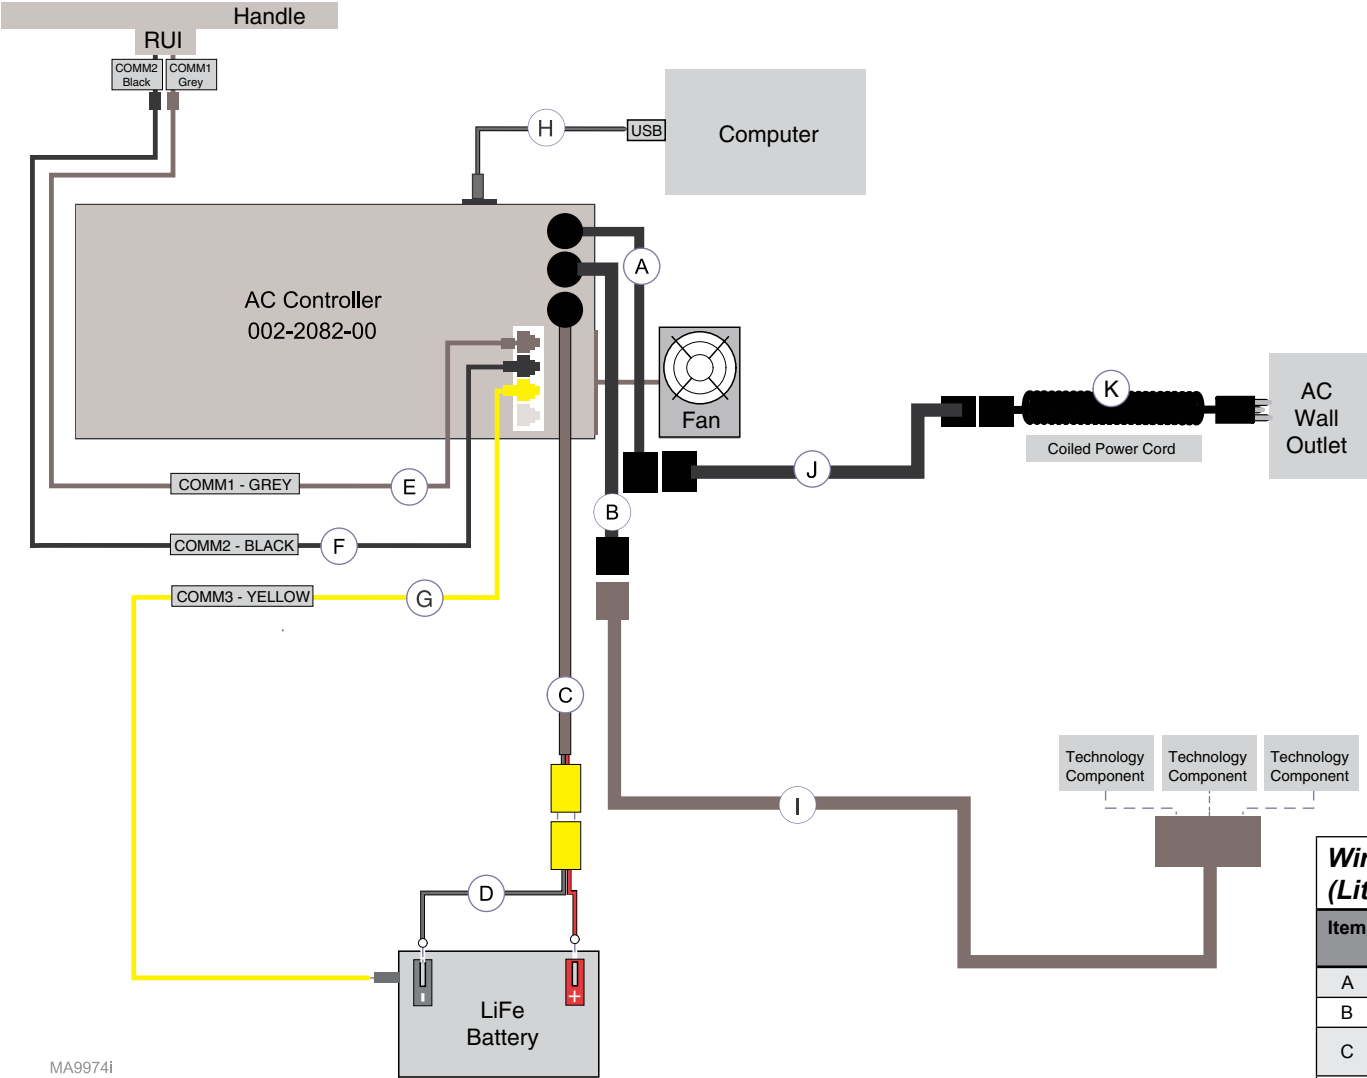 Handle
RUI
COMM2
Black
COMM1
Grey
H
USB
Computer
A
AC Controller
002-2082-00
Fan
K
AC
Wall
Outlet
Coiled Power Cord
J
COMM1 - GREY
E
B
COMM2 - BLACK
F
COMM3 - YELLOW
G
C
I
Technology
Component
Technology
Component
Technology
Component
D
-
+
LiFe
Battery
Item
A
B
C
MA9974i